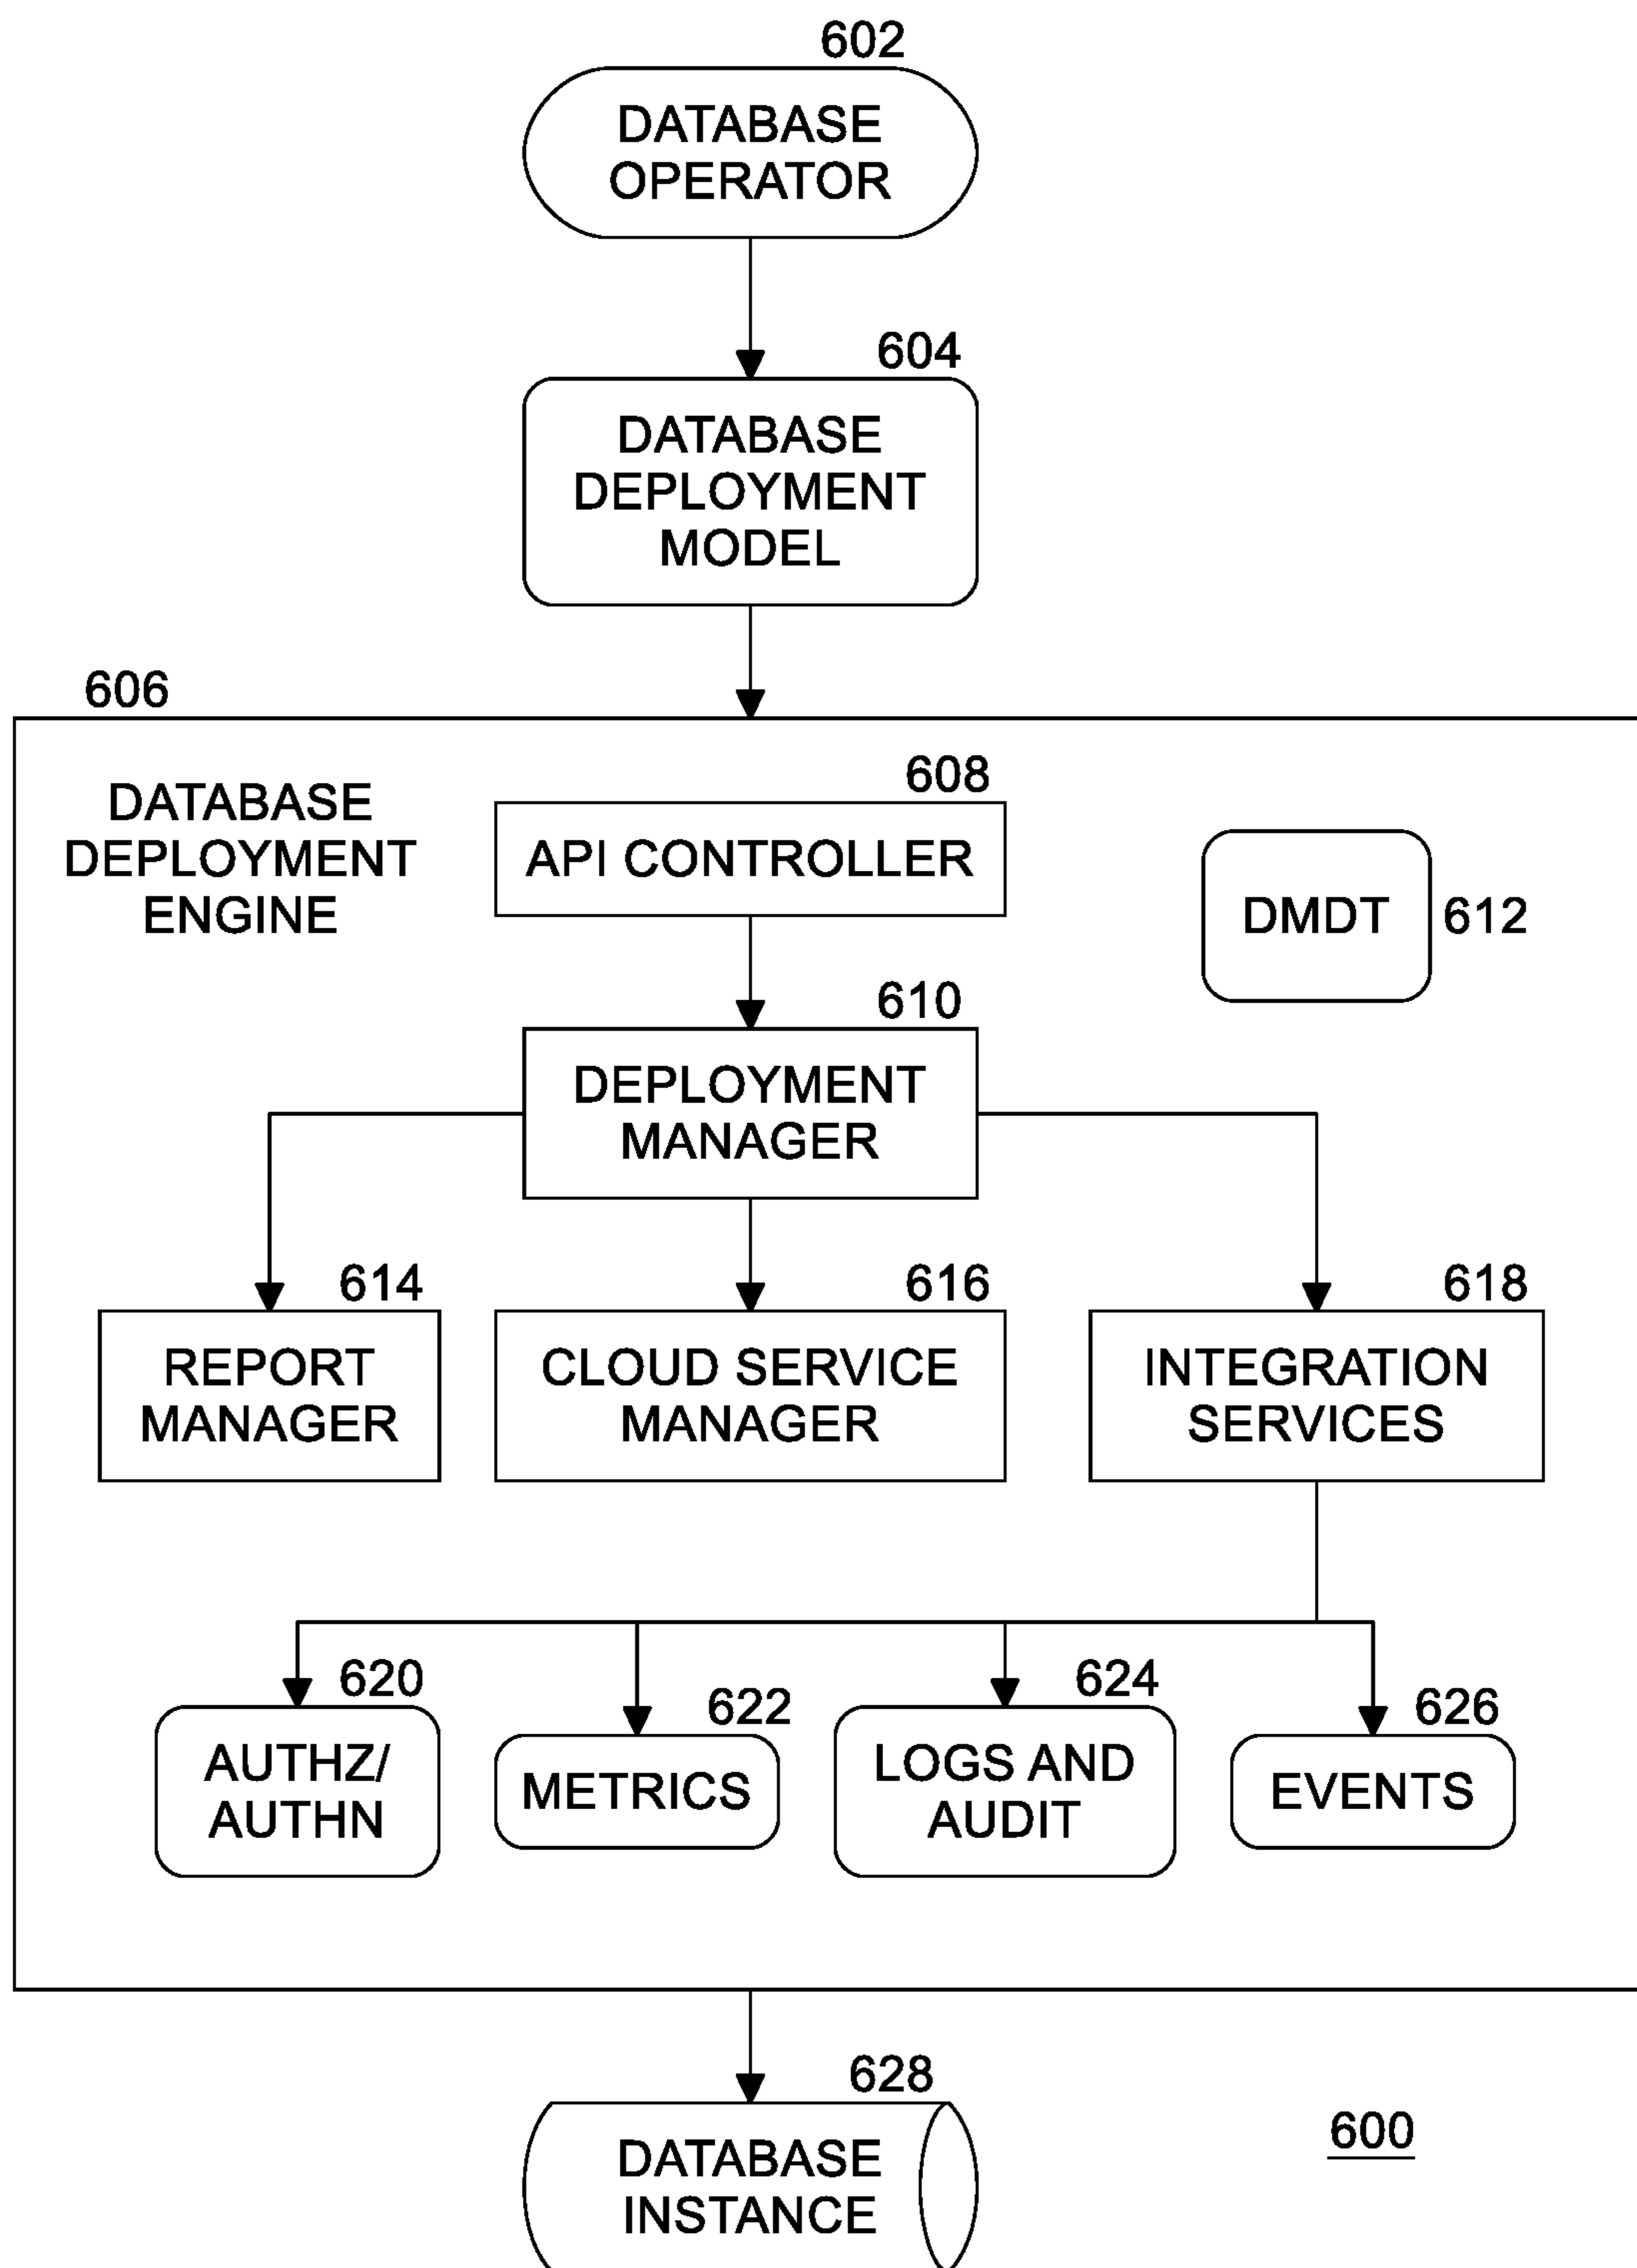 602
DATABASE
OPERATOR
604
DATABASE
DEPLOYMENT
MODEL
606
DATABASE
DEPLOYMENT
ENGINE
608
API CONTROLLER
DMDT
612
610
DEPLOYMENT
MANAGER
614
REPORT
MANAGER
616
CLOUD SERVICE
MANAGER
618
INTEGRATION
SERVICES
620
AUTHZ/
AUTHN
622
METRICS
624
LOGS AND
AUDIT
626
EVENTS
628
DATABASE
INSTANCE
600